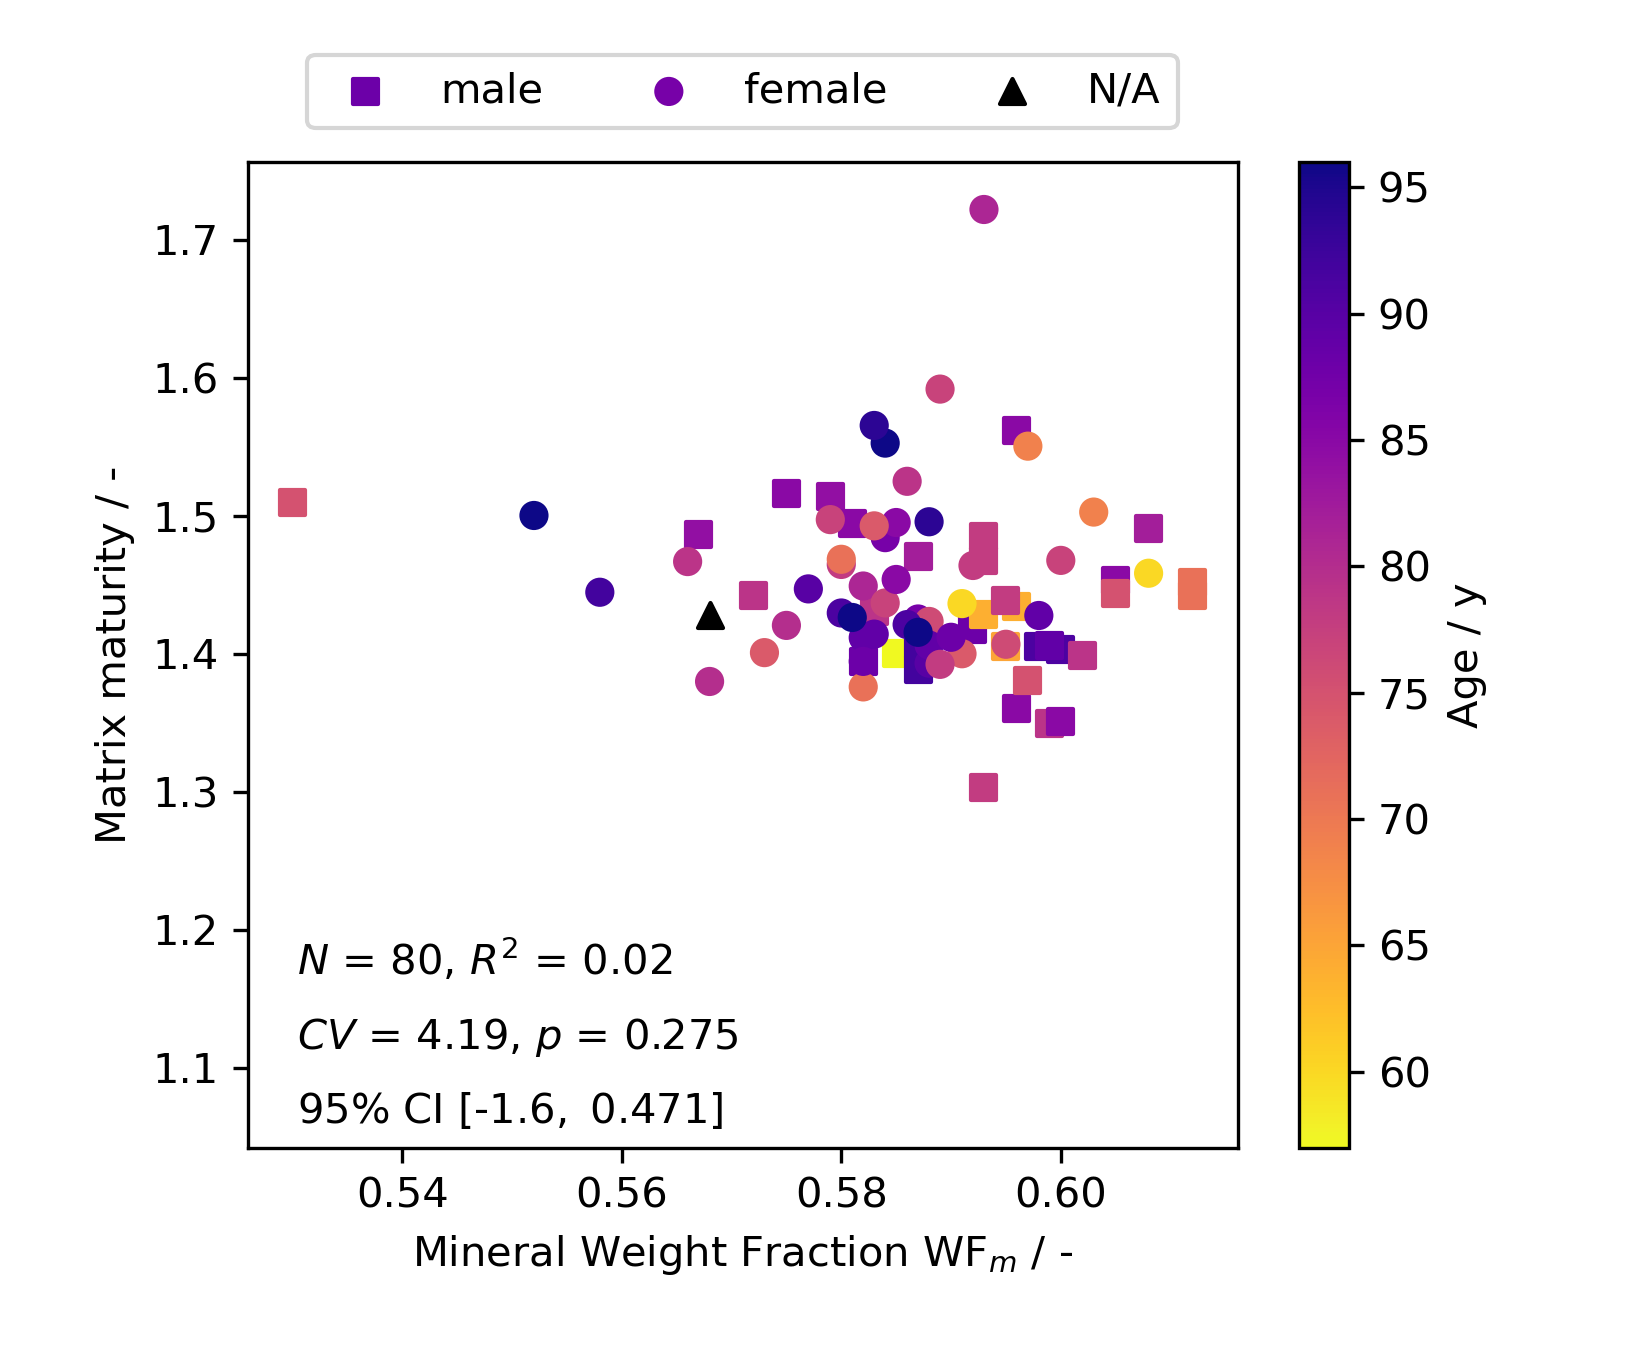 male female N/A
1.7
1.6
1.5
1.4
1.3
1.2
1.1
Matrix maturity / -
N = 80, R² = 0.02
CV = 4.19, p = 0.275
95% CI [-1.6, 0.471]
0.54 0.56 0.58 0.60
Mineral Weight Fraction WFₘ / -
95
90
85
80
75
70
65
60
Age / y